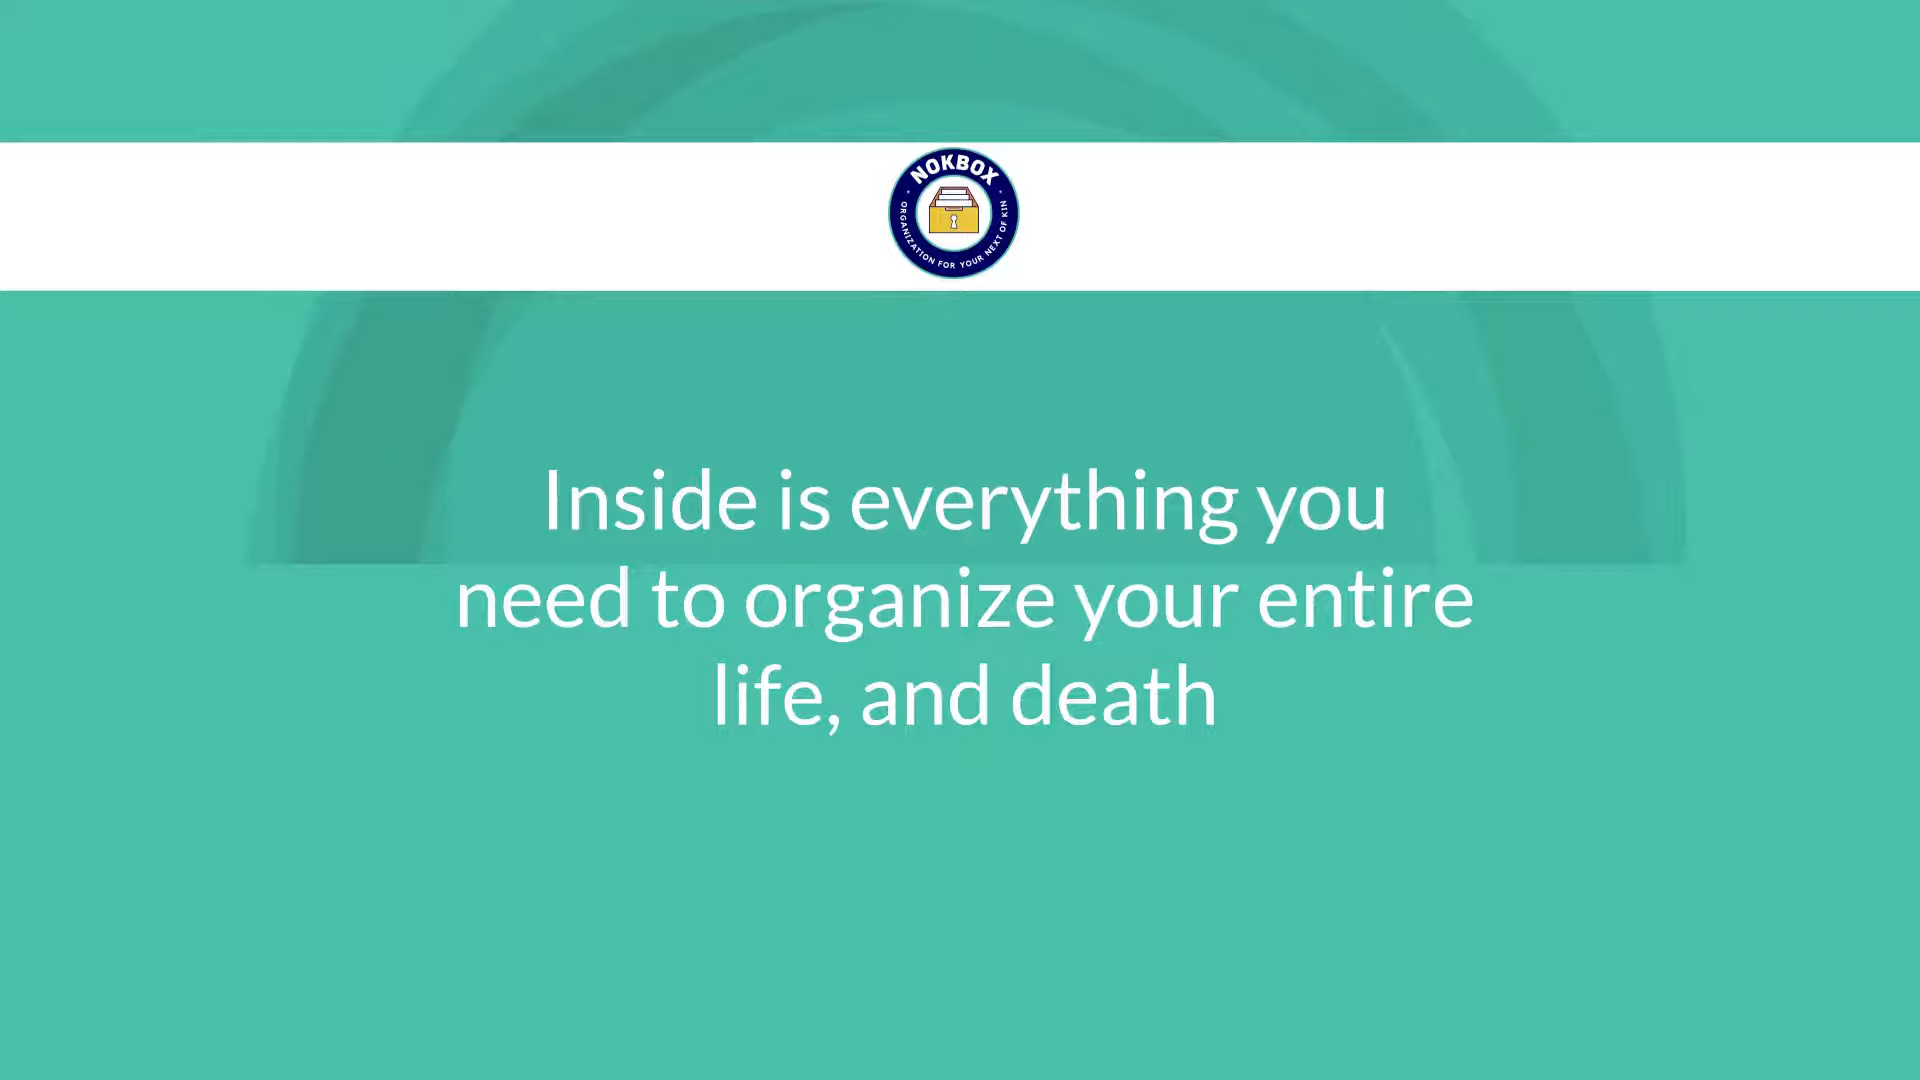 NOKBOX
ORGANIZATION FOR YOUR NEXT OF KIN
Inside is everything you
need to organize your entire
life, and death